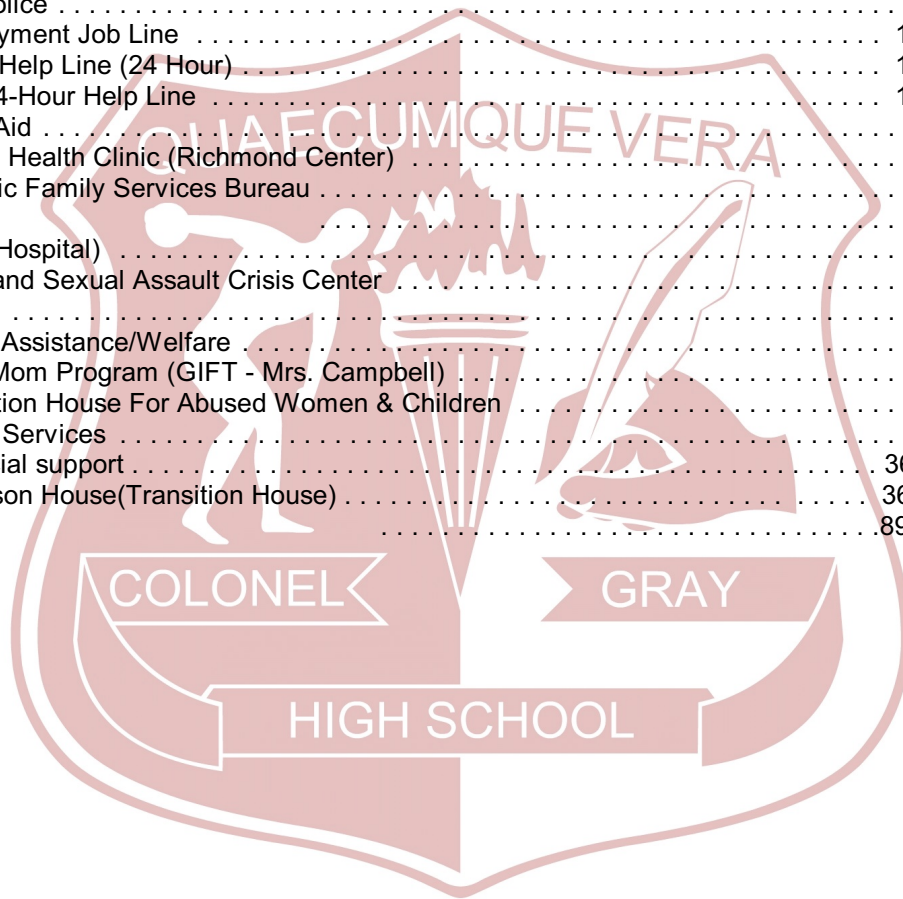 olice . . . . . . . . . . . . . . . . . . . . . . . . . . . . . . . . . . . . . . . . . . . . . . . . . . . . . . . .
yment Job Line . . . . . . . . . . . . . . . . . . . . . . . . . . . . . . . . . . . . . . . . . . . . . . 1
Help Line (24 Hour) . . . . . . . . . . . . . . . . . . . . . . . . . . . . . . . . . . . . . . . . . . . 1
4-Hour Help Line . . . . . . . . . . . . . . . . . . . . . . . . . . . . . . . . . . . . . . . . . . . . . 1
Aid . . . . . . . . . . . . . . . . . . . . . . . . . . . . . . . . . . . . . . . . . . . . . . . . . . . . . . . . .
QUAECUMQUE VERA
Health Clinic (Richmond Center) . . . . . . . . . . . . . . . . . . . . . . . . . . . . . . . .
ic Family Services Bureau . . . . . . . . . . . . . . . . . . . . . . . . . . . . . . . . . . . . . .
. . . . . . . . . . . . . . . . . . . . . . . . . . . . . . . . . . . . . .
Hospital) . . . . . . . . . . . . . . . . . . . . . . . . . . . . . . . . . . . . . . . . . . . . . . . . . . . .
and Sexual Assault Crisis Center . . . . . . . . . . . . . . . . . . . . . . . . . . . . . . . . .
. . . . . . . . . . . . . . . . . . . . . . . . . . . . . . . . . . . . . . . . . . . . . . . . . . . . . . . . . .
Assistance/Welfare . . . . . . . . . . . . . . . . . . . . . . . . . . . . . . . . . . . . . . . . . . .
Mom Program (GIFT - Mrs. Campbell) . . . . . . . . . . . . . . . . . . . . . . . . . . . . .
tion House For Abused Women & Children . . . . . . . . . . . . . . . . . . . . . . . . .
Services . . . . . . . . . . . . . . . . . . . . . . . . . . . . . . . . . . . . . . . . . . . . . . . . . . . .
ial support . . . . . . . . . . . . . . . . . . . . . . . . . . . . . . . . . . . . . . . . . . . . . . . . . . 36
son House(Transition House) . . . . . . . . . . . . . . . . . . . . . . . . . . . . . . . . . . . 36
. . . . . . . . . . . . . . . . . . . . . . . . . . . . . . . . .89
COLONEL GRAY
HIGH SCHOOL